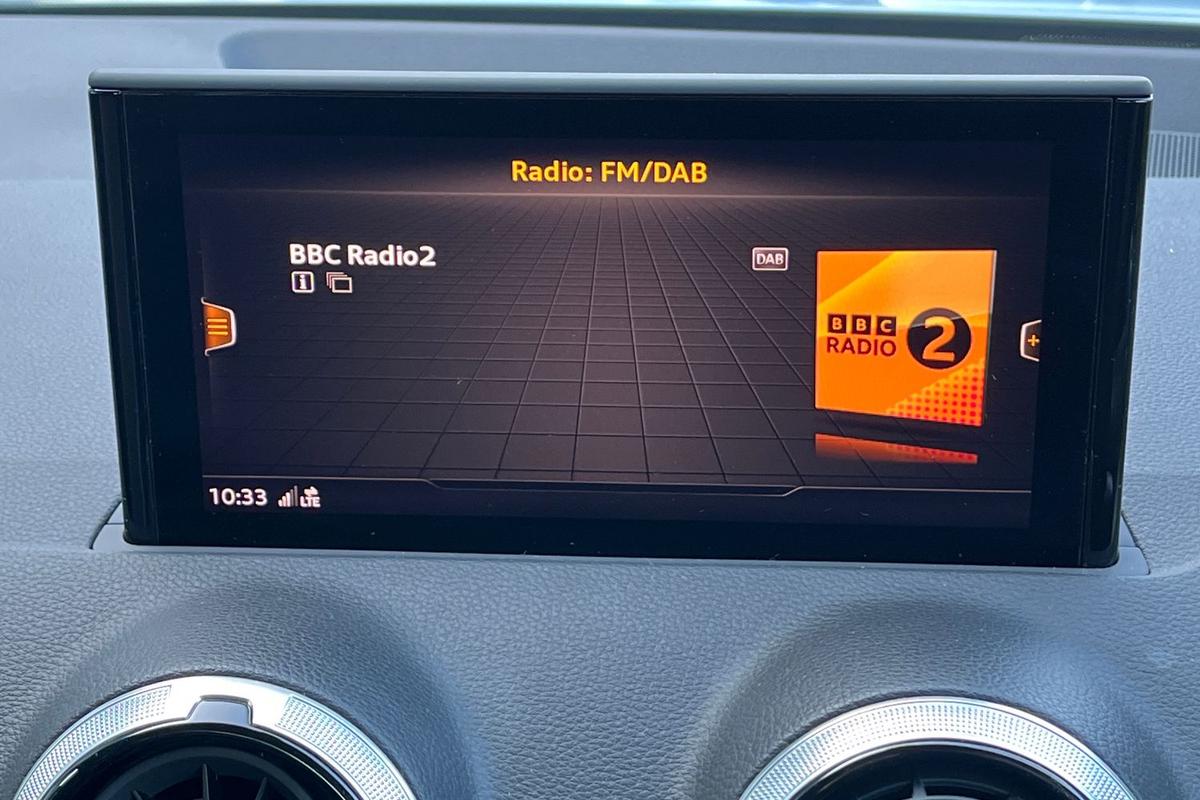 Radio: FM/DAB
BBC Radio2
DAB
BBC
RADIO 2
10:33 LTE